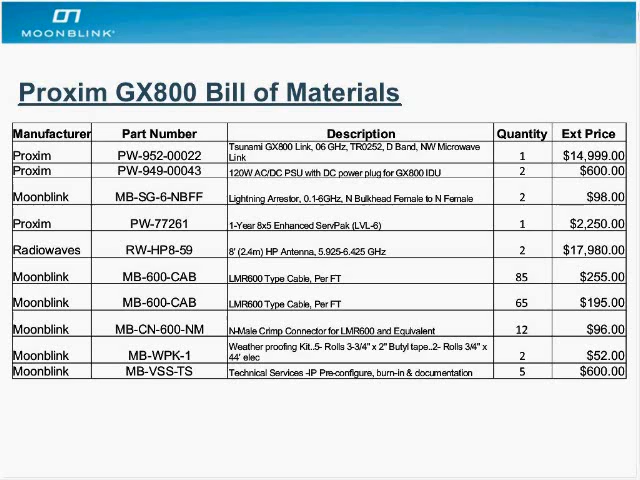 MOONBLINK
Proxim GX800 Bill of Materials
Manufacturer Part Number Description Quantity Ext Price
Proxim PW-952-00022 Tsunami GX800 Link, 06 GHz, TR0252, D Band, NW Microwave Link 1 $14,999.00
Proxim PW-949-00043 120W AC/DC PSU with DC power plug for GX800 IDU 2 $600.00
Moonblink MB-SG-6-NBFF Lightning Arrestor, 0.1-6GHz, N Bulkhead Female to N Female 2 $98.00
Proxim PW-77261 1-Year 8x5 Enhanced ServPak (LVL-6) 1 $2,250.00
Radiowaves RW-HP8-59 8' (2.4m) HP Antenna, 5.925-6.425 GHz 2 $17,980.00
Moonblink MB-600-CAB LMR600 Type Cable, Per FT 85 $255.00
Moonblink MB-600-CAB LMR600 Type Cable, Per FT 65 $195.00
Moonblink MB-CN-600-NM N-Male Crimp Connector for LMR600 and Equivalent 12 $96.00
Moonblink MB-WPK-1 Weather proofing Kit..5- Rolls 3-3/4" x 2" Butyl tape..2- Rolls 3/4" x 44' elec 2 $52.00
Moonblink MB-VSS-TS Technical Services -IP Pre-configure, burn-in & documentation 5 $600.00